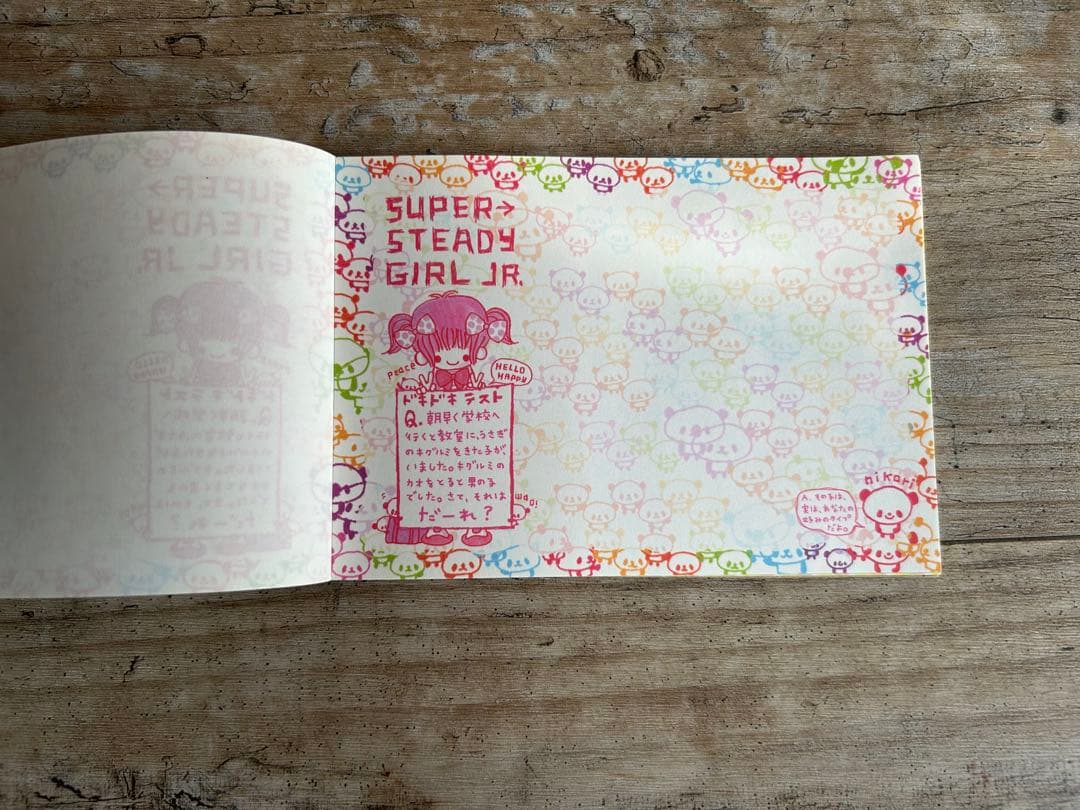 SUPER→
STEADY
GIRL JR.
peace
HELLO
HAPPY
ドキドキ テスト
Q. 朝早く学校へ
行くと教室に、うさぎ
のキグルミをきた子が、
いました。キグルミの
カオをとると男の子
でした。さて、それは
だーれ?
nikori
A. その子は、
実は、あなたの
好みのタイプ
だよ。